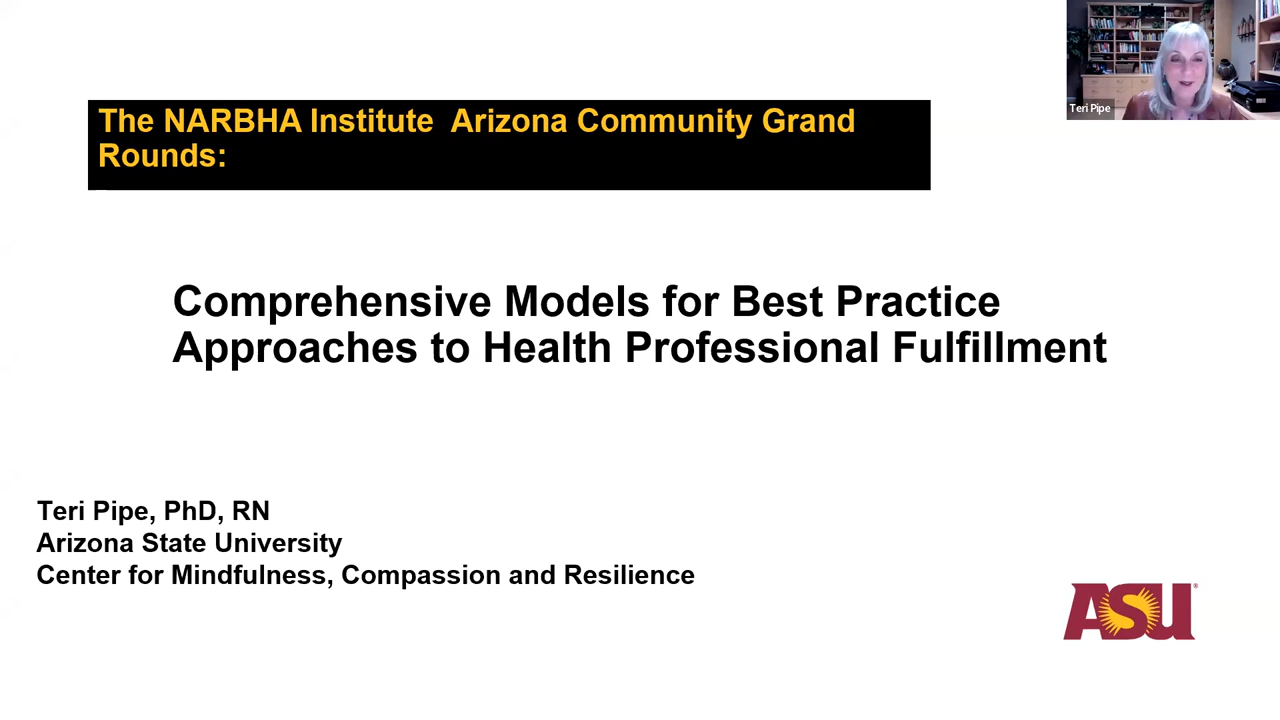 Teri Pipe
The NARBHA Institute  Arizona Community Grand
Rounds:
Comprehensive Models for Best Practice
Approaches to Health Professional Fulfillment
Teri Pipe, PhD, RN
Arizona State University
Center for Mindfulness, Compassion and Resilience
ASU®